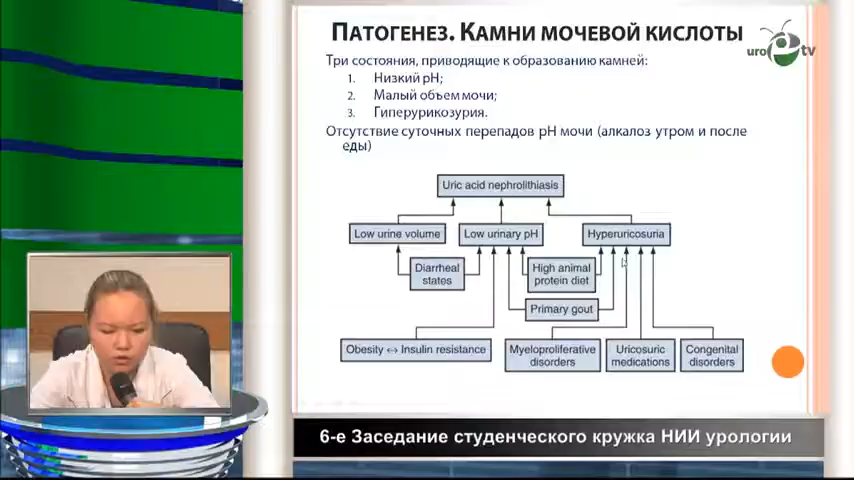 Патогенез. Камни мочевой кислоты
uro tv
Три состояния, приводящие к образованию камней:
1. Низкий pH;
2. Малый объем мочи;
3. Гиперурикозурия.
Отсутствие суточных перепадов pH мочи (алкалоз утром и после
еды)
Uric acid nephrolithiasis
Low urine volume
Low urinary pH
Hyperuricosuria
Diarrheal
states
High animal
protein diet
Primary gout
Obesity ↔ Insulin resistance
Myeloproliferative
disorders
Uricosuric
medications
Congenital
disorders
6-е Заседание студенческого кружка НИИ урологии